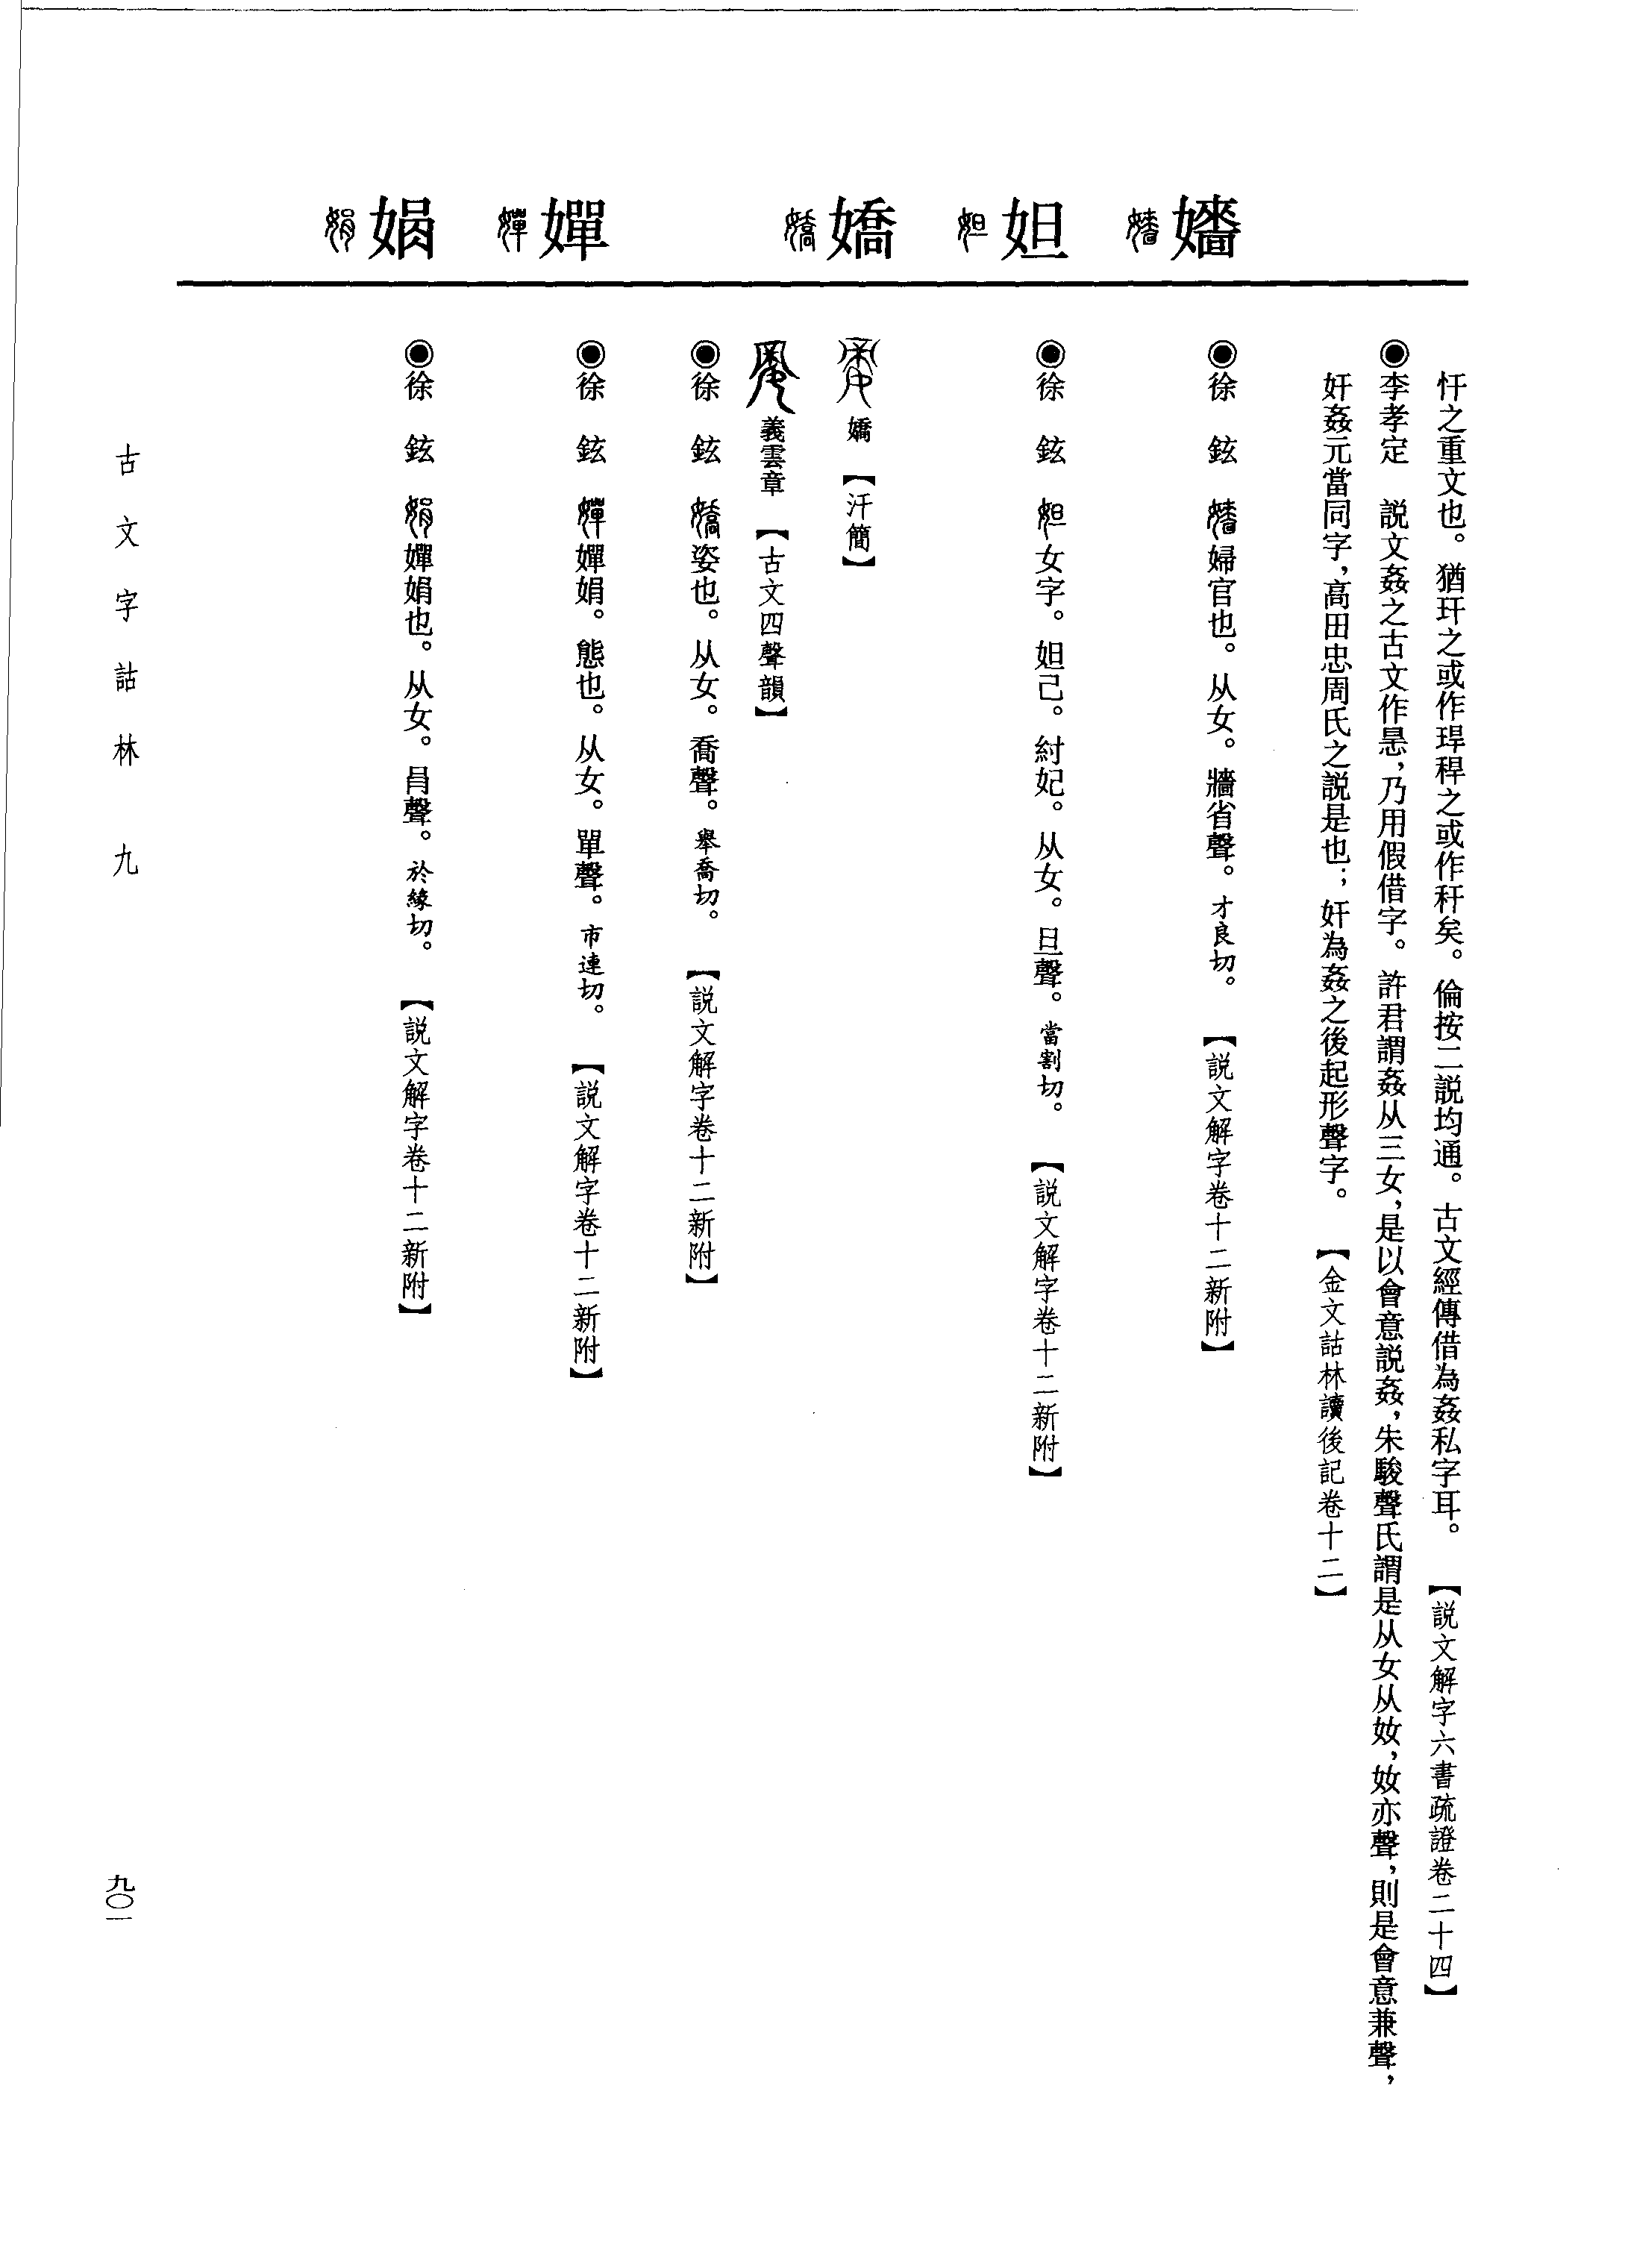 忓之重文也。猶玕之或作琾稈之或作秆矣。倫按二説均通。古文經傳借為姦私字耳。 【説文解字六書疏證卷二十四】
◉李孝定 説文姦之古文作悬，乃用假借字。許君謂姦从三女，是以會意説姦，朱駿聲氏謂是从女从奻，奻亦聲，則是會意兼聲，
奸姦元當同字，高田忠周氏之説是也；奸為姦之後起形聲字。 【金文詁林讀後記卷十二】
嬙
◉徐 鉉 婦官也。从女。牆省聲。才良切。 【説文解字卷十二新附】
妲
◉徐 鉉 女字。妲己。紂妃。从女。旦聲。當割切。 【説文解字卷十二新附】
嬌
嬌 【汗簡】
義雲章 【古文四聲韻】
◉徐 鉉 姿也。从女。喬聲。舉喬切。 【説文解字卷十二新附】
嬋
◉徐 鉉 嬋娟。態也。从女。單聲。市連切。 【説文解字卷十二新附】
娟
◉徐 鉉 嬋娟也。从女。肙聲。於緣切。 【説文解字卷十二新附】
古文字詁林 九
九〇一